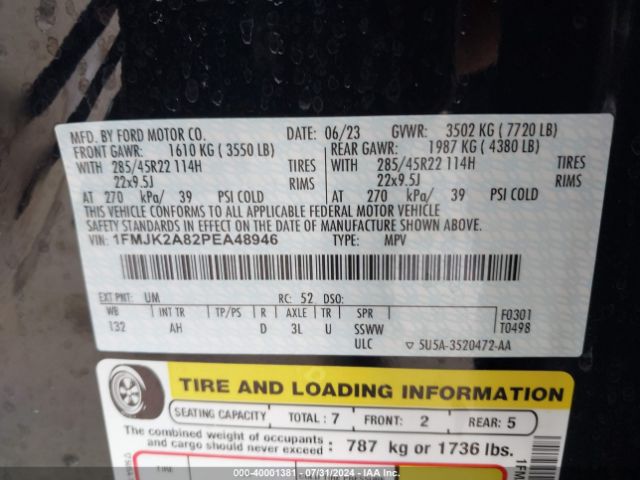 MFD. BY FORD MOTOR CO. DATE: 06/23 GVWR: 3502 KG ( 7720 LB)
FRONT GAWR: 1610 KG ( 3550 LB) REAR GAWR: 1987 KG ( 4380 LB)
WITH 285/45R22 114H TIRES WITH 285/45R22 114H TIRES
22x9.5J RIMS 22x9.5J RIMS
AT 270 kPa/ 39 PSI COLD AT 270 kPa/ 39 PSI COLD
THIS VEHICLE CONFORMS TO ALL APPLICABLE FEDERAL MOTOR VEHICLE
SAFETY STANDARDS IN EFFECT ON THE DATE OF MANUFACTURE SHOWN ABOVE.
VIN: 1FMJK2A82PEA48946 TYPE: MPV
EXT PNT: UM RC: 52 DSO:
WB INT TR TP/PS R AXLE TR SPR F0301
132 AH D 3L U SSWW T0498
ULC ▽ SU5A-3520472-AA
TIRE AND LOADING INFORMATION
SEATING CAPACITY TOTAL : 7 FRONT: 2 REAR: 5
The combined weight of occupants
and cargo should never exceed: 787 kg or 1736 lbs.
TIRE
COLD TIRE PRESSURE
1FM
© - 40001381 - 07/31/2024 - IAA Inc.